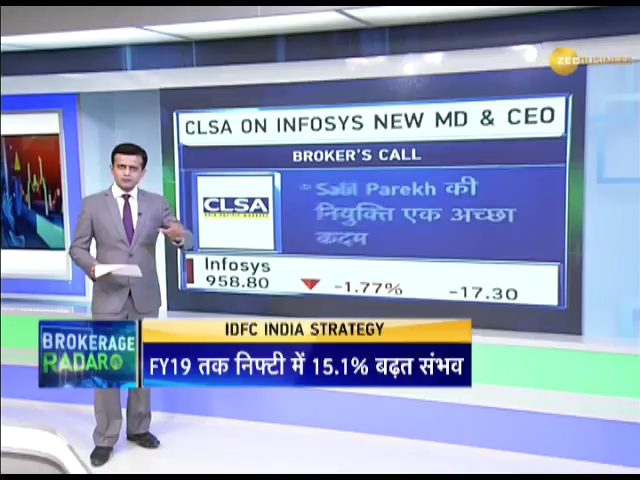 ZEE
CLSA ON INFOSYS NEW MD & CEO
BROKER'S CALL
CLSA
Salil Parekh की
नियुक्ति एक अच्छा
कदम
Infosys
958.80 -1.77% -17.30
BROKERAGE
RADAR
IDFC INDIA STRATEGY
FY19 तक निफ्टी में 15.1% बढ़त संभव